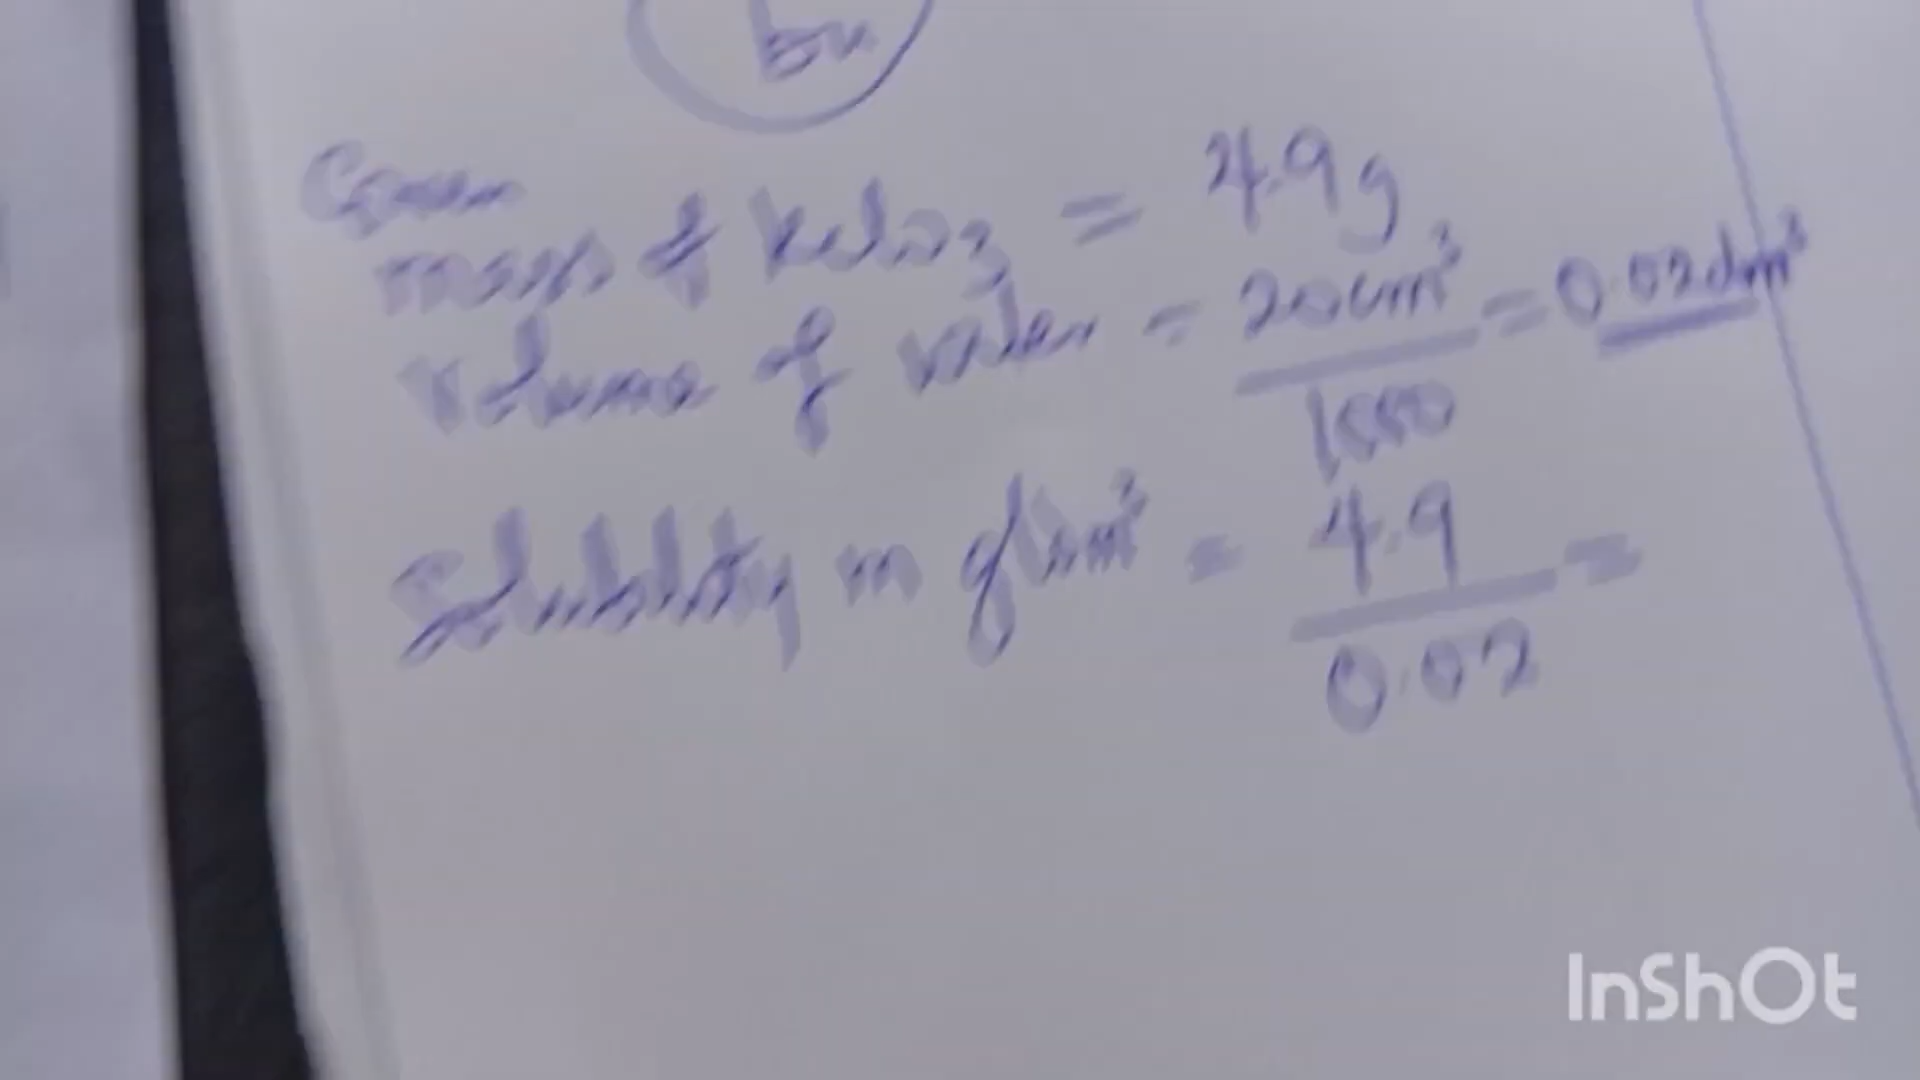 bu
Given
mass of KClO3 = 4.9g
Volume of water = 20cm³/1000 = 0.02dm³
Solubility in g/dm³ = 4.9/0.02 =
InShOt